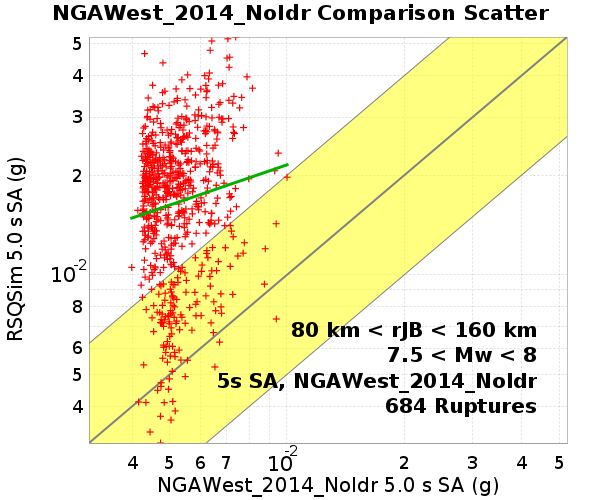 NGAWest_2014_NoIdr Comparison Scatter
RSQSim 5.0 s SA (g)
5
4
3
2
10-2
8
6
5
4
80 km < rJB < 160 km
7.5 < Mw < 8
5s SA, NGAWest_2014_NoIdr
684 Ruptures
4 5 6 7 10-2 2 3 4 5
NGAWest_2014_NoIdr 5.0 s SA (g)